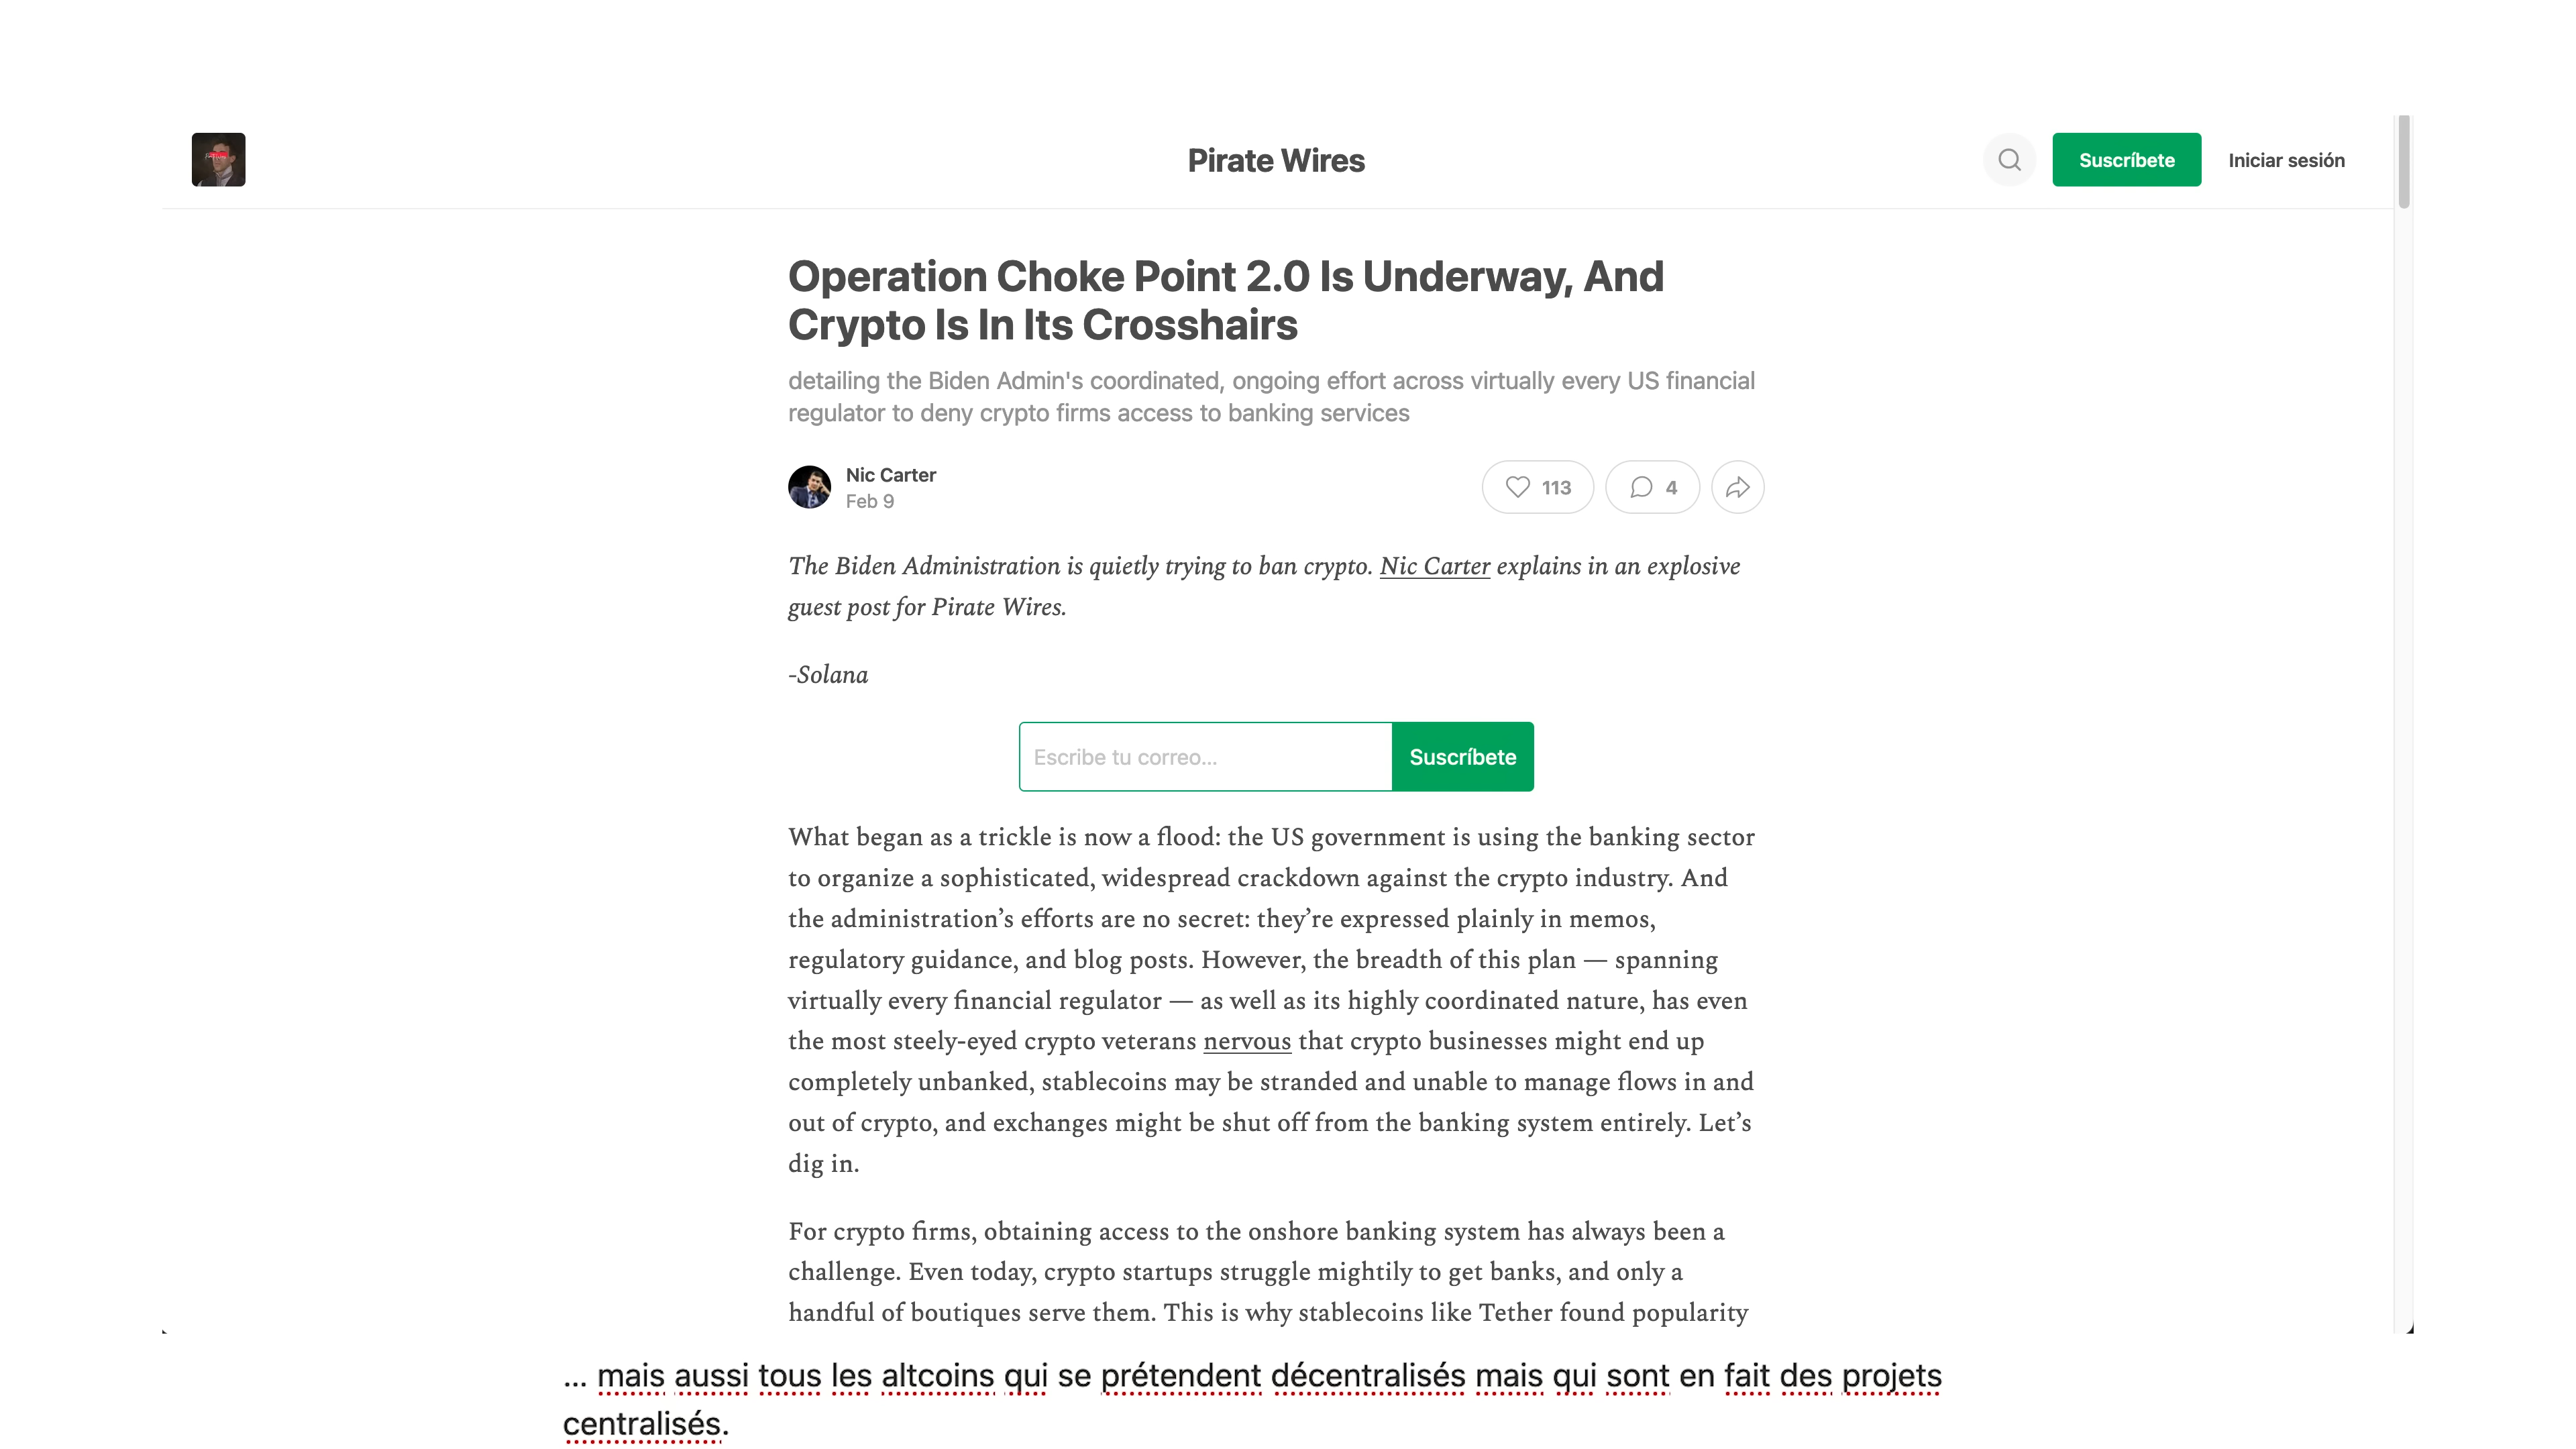 Pirate Wires
Suscríbete
Iniciar sesión
Operation Choke Point 2.0 Is Underway, And
Crypto Is In Its Crosshairs
detailing the Biden Admin's coordinated, ongoing effort across virtually every US financial
regulator to deny crypto firms access to banking services
Nic Carter
Feb 9
113
4
The Biden Administration is quietly trying to ban crypto. Nic Carter explains in an explosive
guest post for Pirate Wires.
-Solana
Escribe tu correo...
Suscríbete
What began as a trickle is now a flood: the US government is using the banking sector
to organize a sophisticated, widespread crackdown against the crypto industry. And
the administration’s efforts are no secret: they’re expressed plainly in memos,
regulatory guidance, and blog posts. However, the breadth of this plan — spanning
virtually every financial regulator — as well as its highly coordinated nature, has even
the most steely-eyed crypto veterans nervous that crypto businesses might end up
completely unbanked, stablecoins may be stranded and unable to manage flows in and
out of crypto, and exchanges might be shut off from the banking system entirely. Let’s
dig in.
For crypto firms, obtaining access to the onshore banking system has always been a
challenge. Even today, crypto startups struggle mightily to get banks, and only a
handful of boutiques serve them. This is why stablecoins like Tether found popularity
... mais aussi tous les altcoins qui se prétendent décentralisés mais qui sont en fait des projets
centralisés.